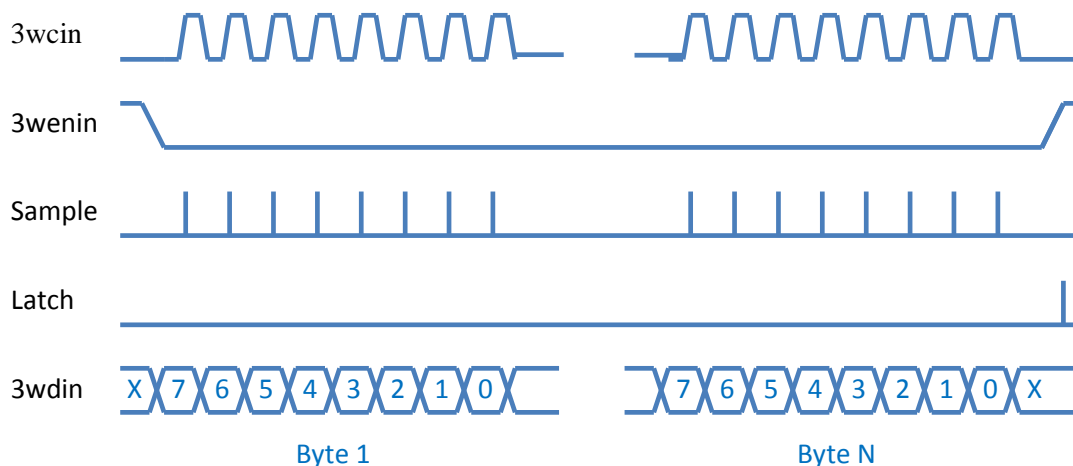 3wcin
3wenin
Sample
Latch
3wdin X 7 6 5 4 3 2 1 0 7 6 5 4 3 2 1 0 X
Byte 1 Byte N